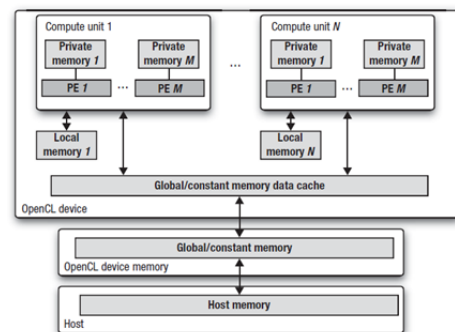 Compute unit 1
Private
memory 1
Private
memory M
PE 1
...
PE M
Local
memory 1
...
Compute unit N
Private
memory 1
Private
memory M
PE 1
...
PE M
Local
memory N
Global/constant memory data cache
OpenCL device
Global/constant memory
OpenCL device memory
Host memory
Host